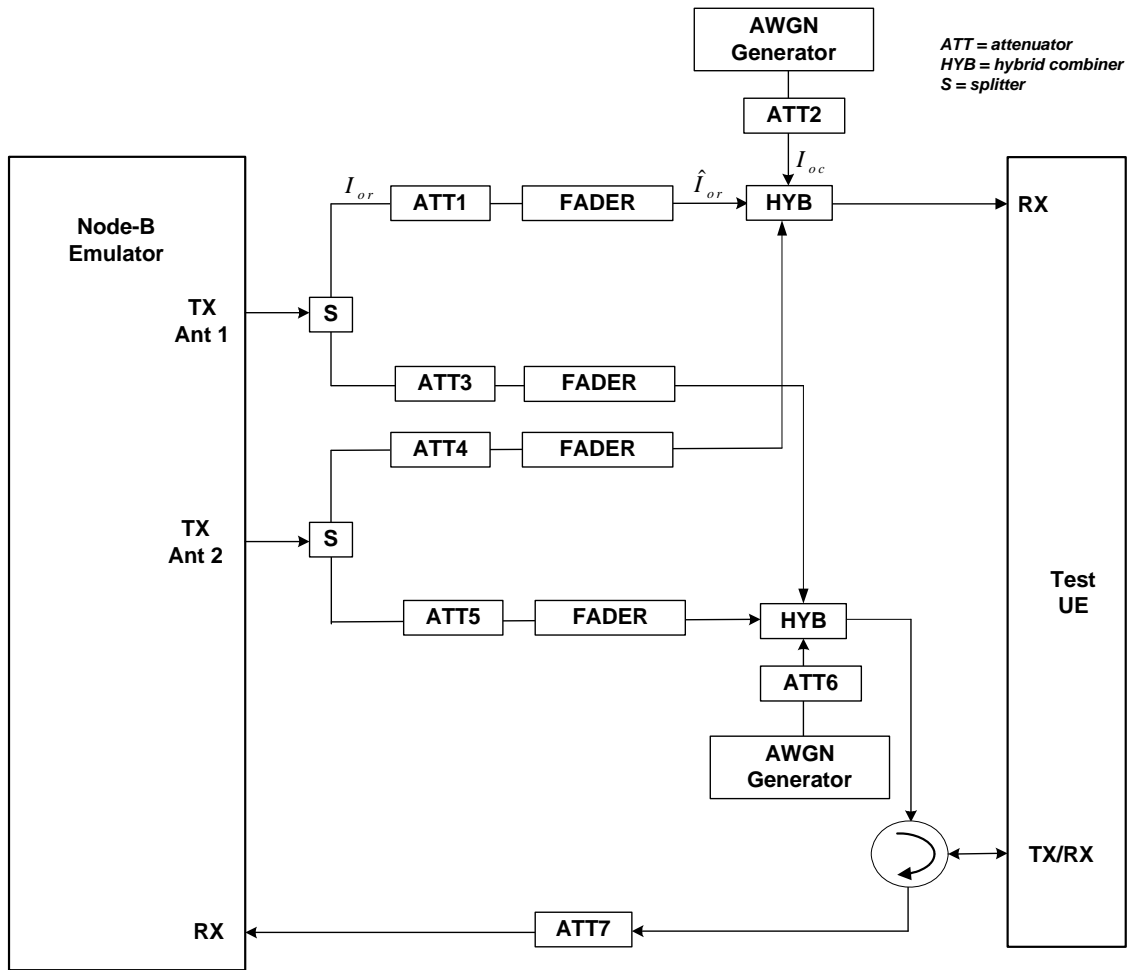 AWGN
Generator
ATT = attenuator
HYB = hybrid combiner
S = splitter
ATT2
I_oc
I_or
ATT1
FADER
Î_or
HYB
RX
Node-B
Emulator
TX
Ant 1
S
ATT3
FADER
ATT4
FADER
TX
Ant 2
S
Test
UE
ATT5
FADER
HYB
ATT6
AWGN
Generator
TX/RX
RX
ATT7